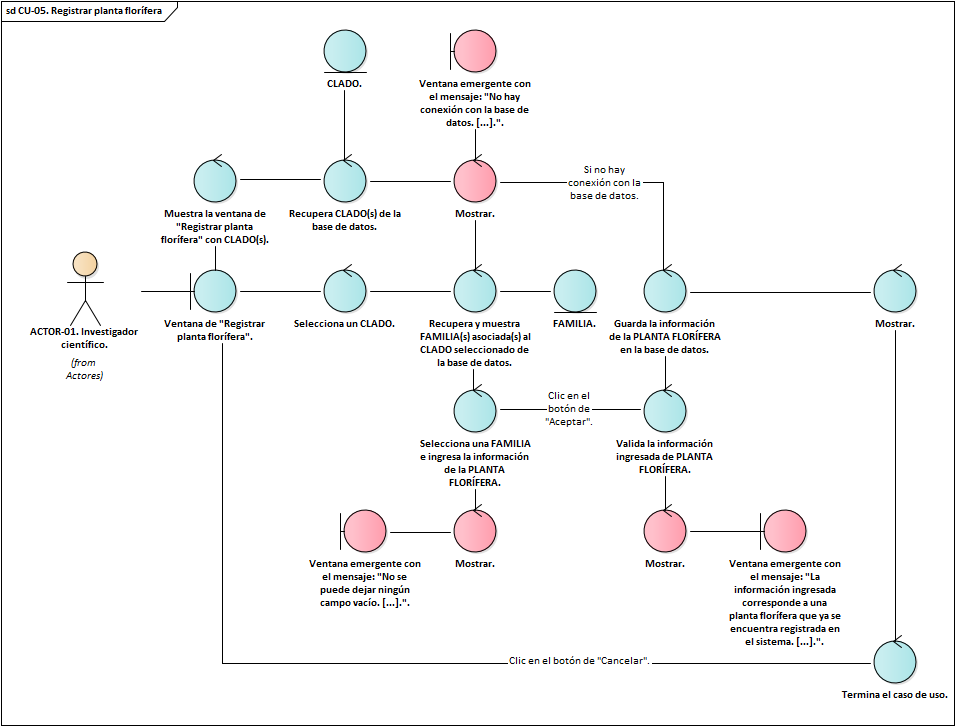 sd CU-05. Registrar planta florífera
CLADO.
Ventana emergente con
el mensaje: "No hay
conexión con la base de
datos. [...].".
Muestra la ventana de
"Registrar planta
florífera" con CLADO(s).
Recupera CLADO(s) de la
base de datos.
Mostrar.
Si no hay
conexión con la
base de datos.
ACTOR-01. Investigador
científico.
(from
Actores)
Ventana de "Registrar
planta florífera".
Selecciona un CLADO.
Recupera y muestra
FAMILIA(s) asociada(s) al
CLADO seleccionado de
la base de datos.
FAMILIA.
Guarda la información
de la PLANTA FLORÍFERA
en la base de datos.
Mostrar.
Clic en el
botón de
"Aceptar".
Selecciona una FAMILIA
e ingresa la información
de la PLANTA
FLORÍFERA.
Valida la información
ingresada de PLANTA
FLORÍFERA.
Ventana emergente con
el mensaje: "No se
puede dejar ningún
campo vacío. [...].".
Mostrar.
Mostrar.
Ventana emergente con
el mensaje: "La
información ingresada
corresponde a una
planta florífera que ya se
encuentra registrada en
el sistema. [...].".
Clic en el botón de "Cancelar".
Termina el caso de uso.